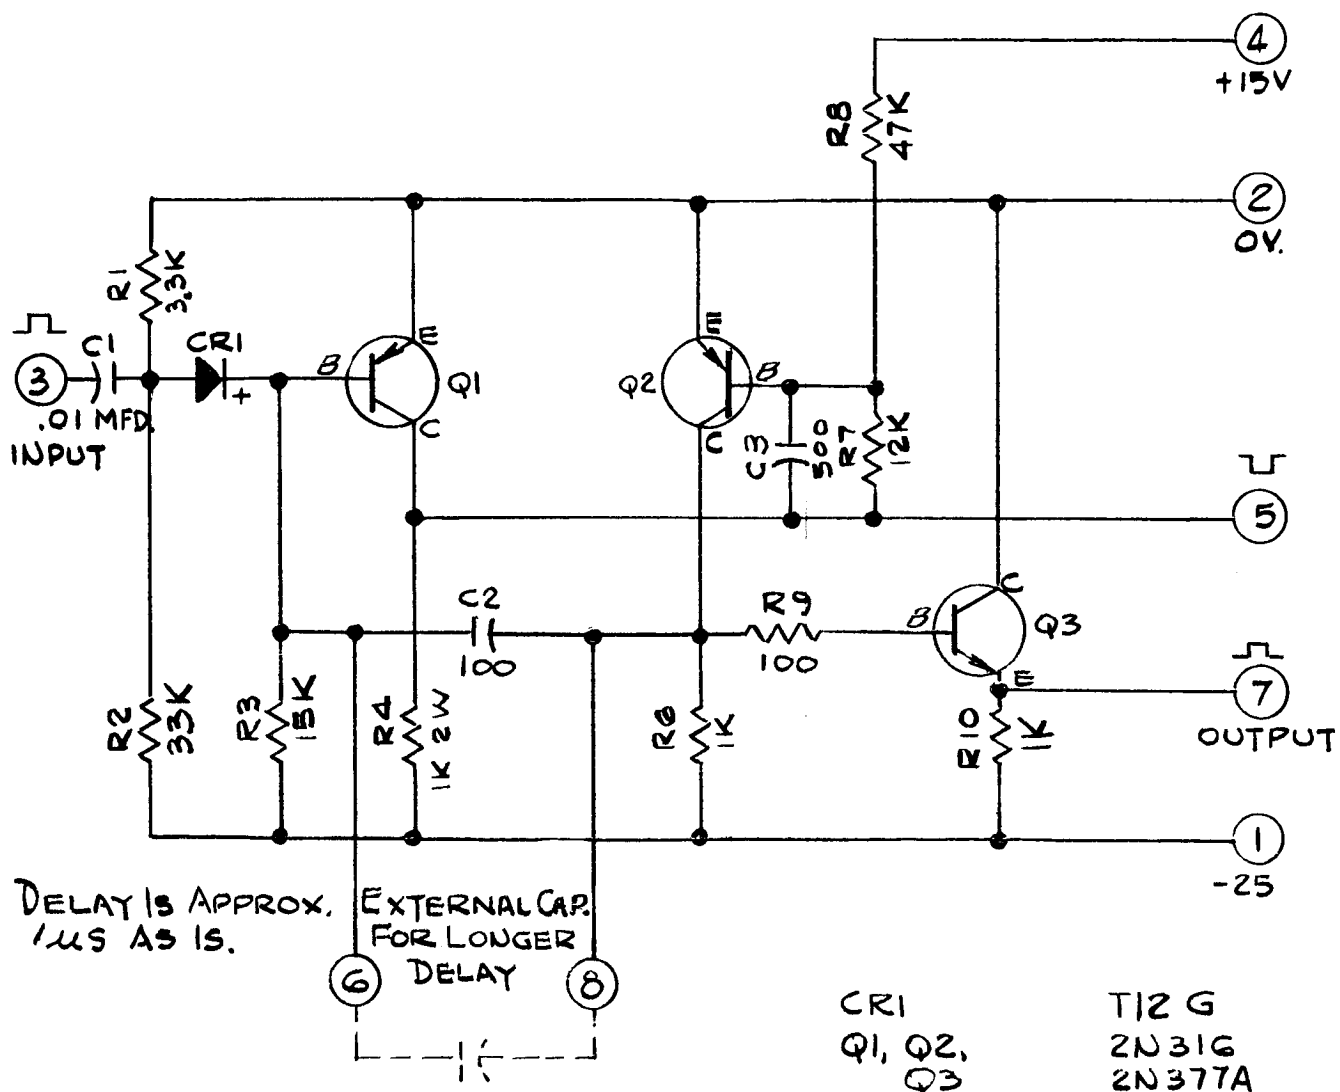 4
+15V
R8
47K
2
0V.
R1
3.3K
C1
CR1
3
.01 MFD.
INPUT
B
E
Q1
C
E
Q2
B
C
C3
500
R7
12K
5
C2
100
R9
100
B
C
Q3
E
7
OUTPUT
R2
33K
R3
15K
R4
1K 2W
R6
1K
R10
1K
+
1
-25
DELAY IS APPROX.
1µS AS IS.
EXTERNAL CAP.
FOR LONGER
DELAY
6
8
CR1 T12G
Q1, Q2, 2N316
Q3 2N377A